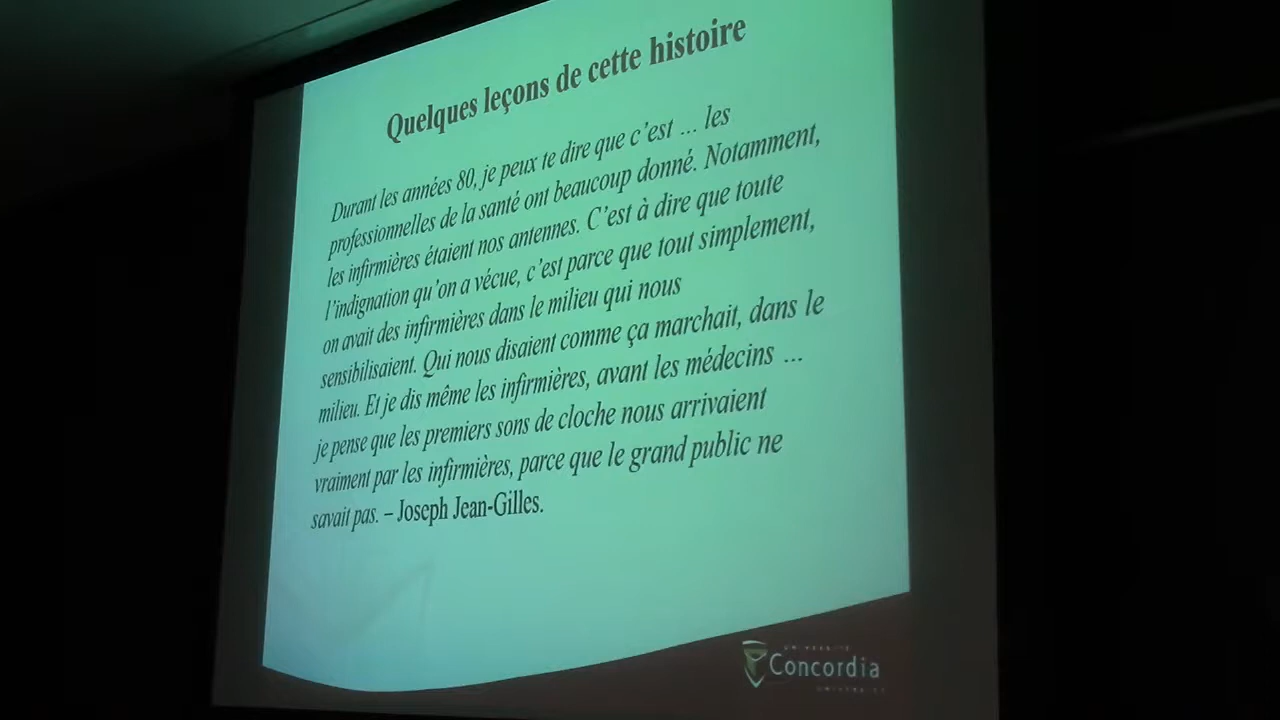 Quelques leçons de cette histoire
Durant les années 80, je peux te dire que c'est ... les
professionnelles de la santé ont beaucoup donné. Notamment,
les infirmières étaient nos antennes. C'est à dire que toute
l'indignation qu'on a vécue, c'est parce que tout simplement,
on avait des infirmières dans le milieu qui nous
sensibilisaient. Qui nous disaient comme ça marchait, dans le
milieu. Et je dis même les infirmières, avant les médecins ...
je pense que les premiers sons de cloche nous arrivaient
vraiment par les infirmières, parce que le grand public ne
savait pas. – Joseph Jean-Gilles.
UNIVERSITÉ
Concordia
UNIVERSITY